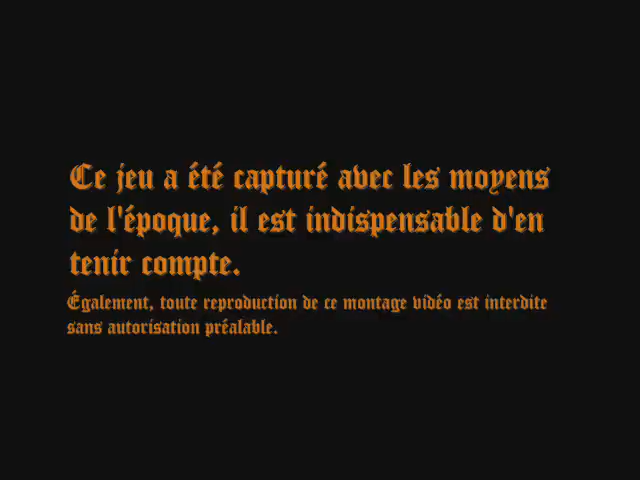 Ce jeu a été capturé avec les moyens
de l'époque, il est indispensable d'en
tenir compte.
Également, toute reproduction de ce montage vidéo est interdite
sans autorisation préalable.